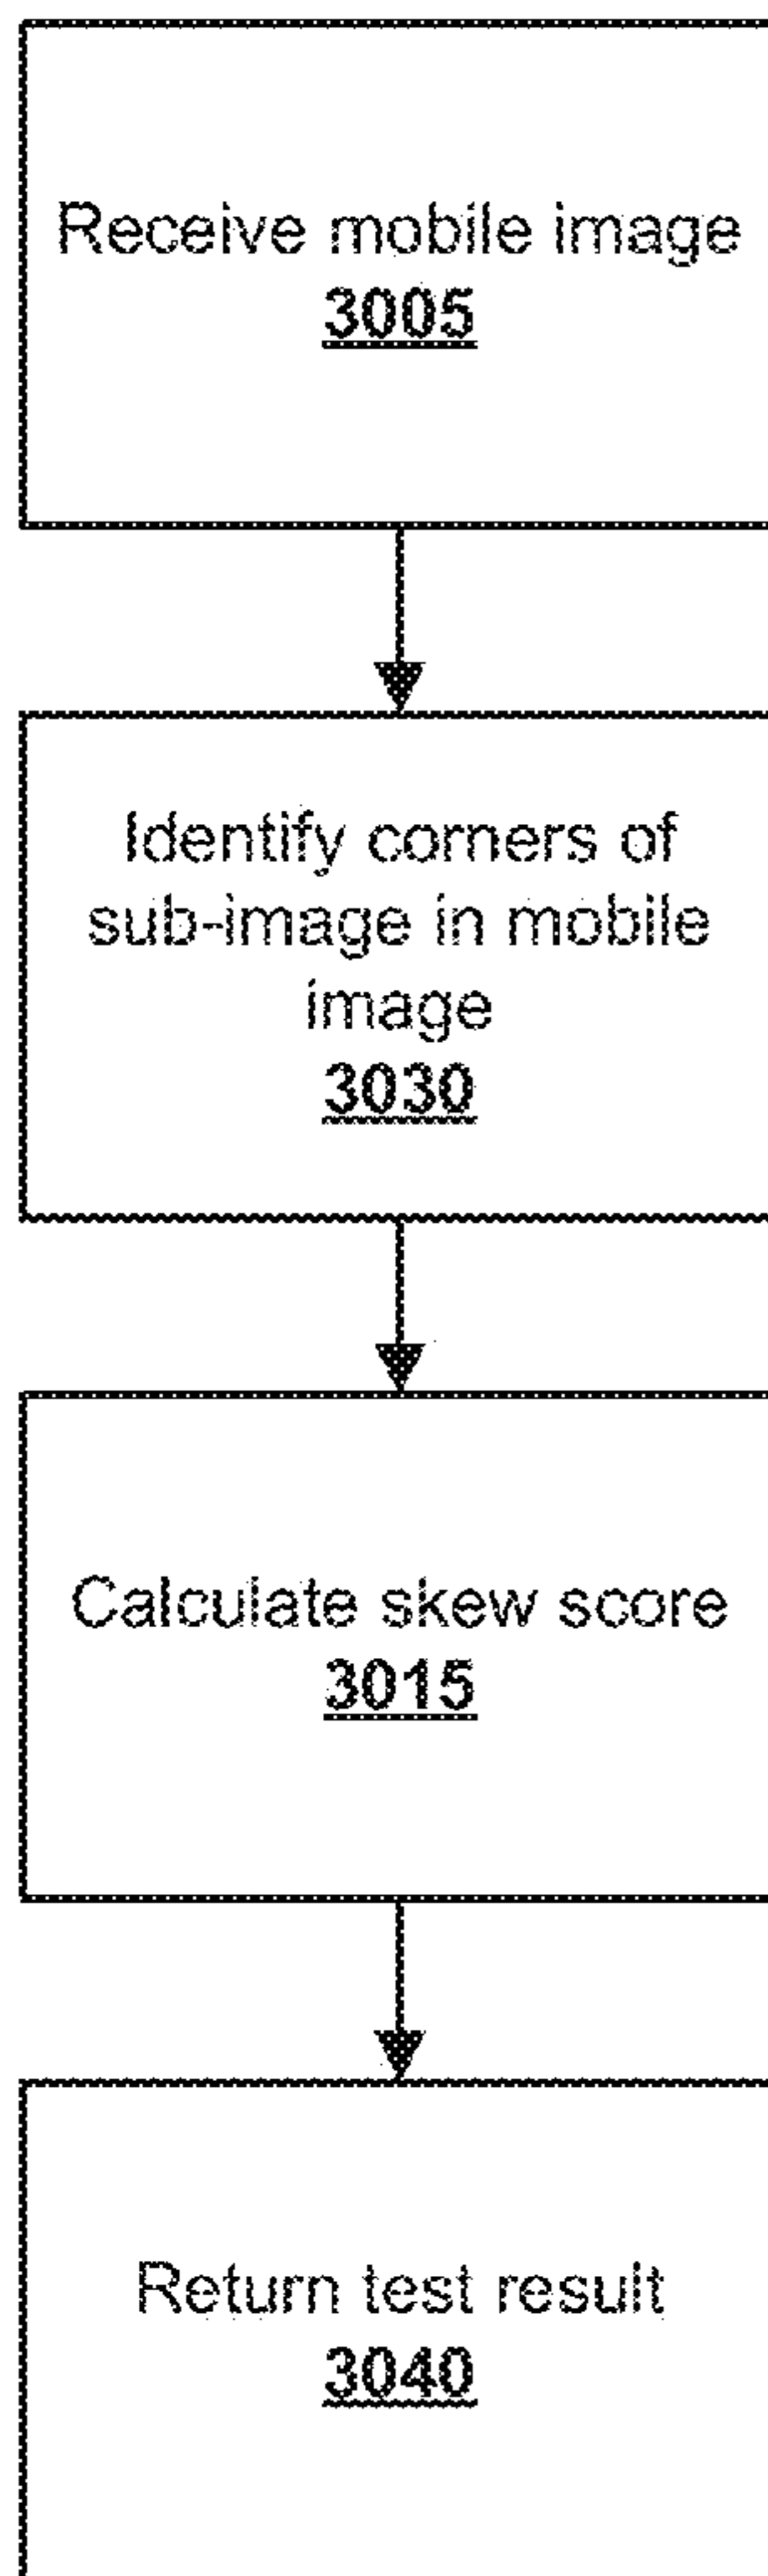 Receive mobile image
3005
Identify corners of
sub-image in mobile
image
3030
Calculate skew score
3015
Return test result
3040